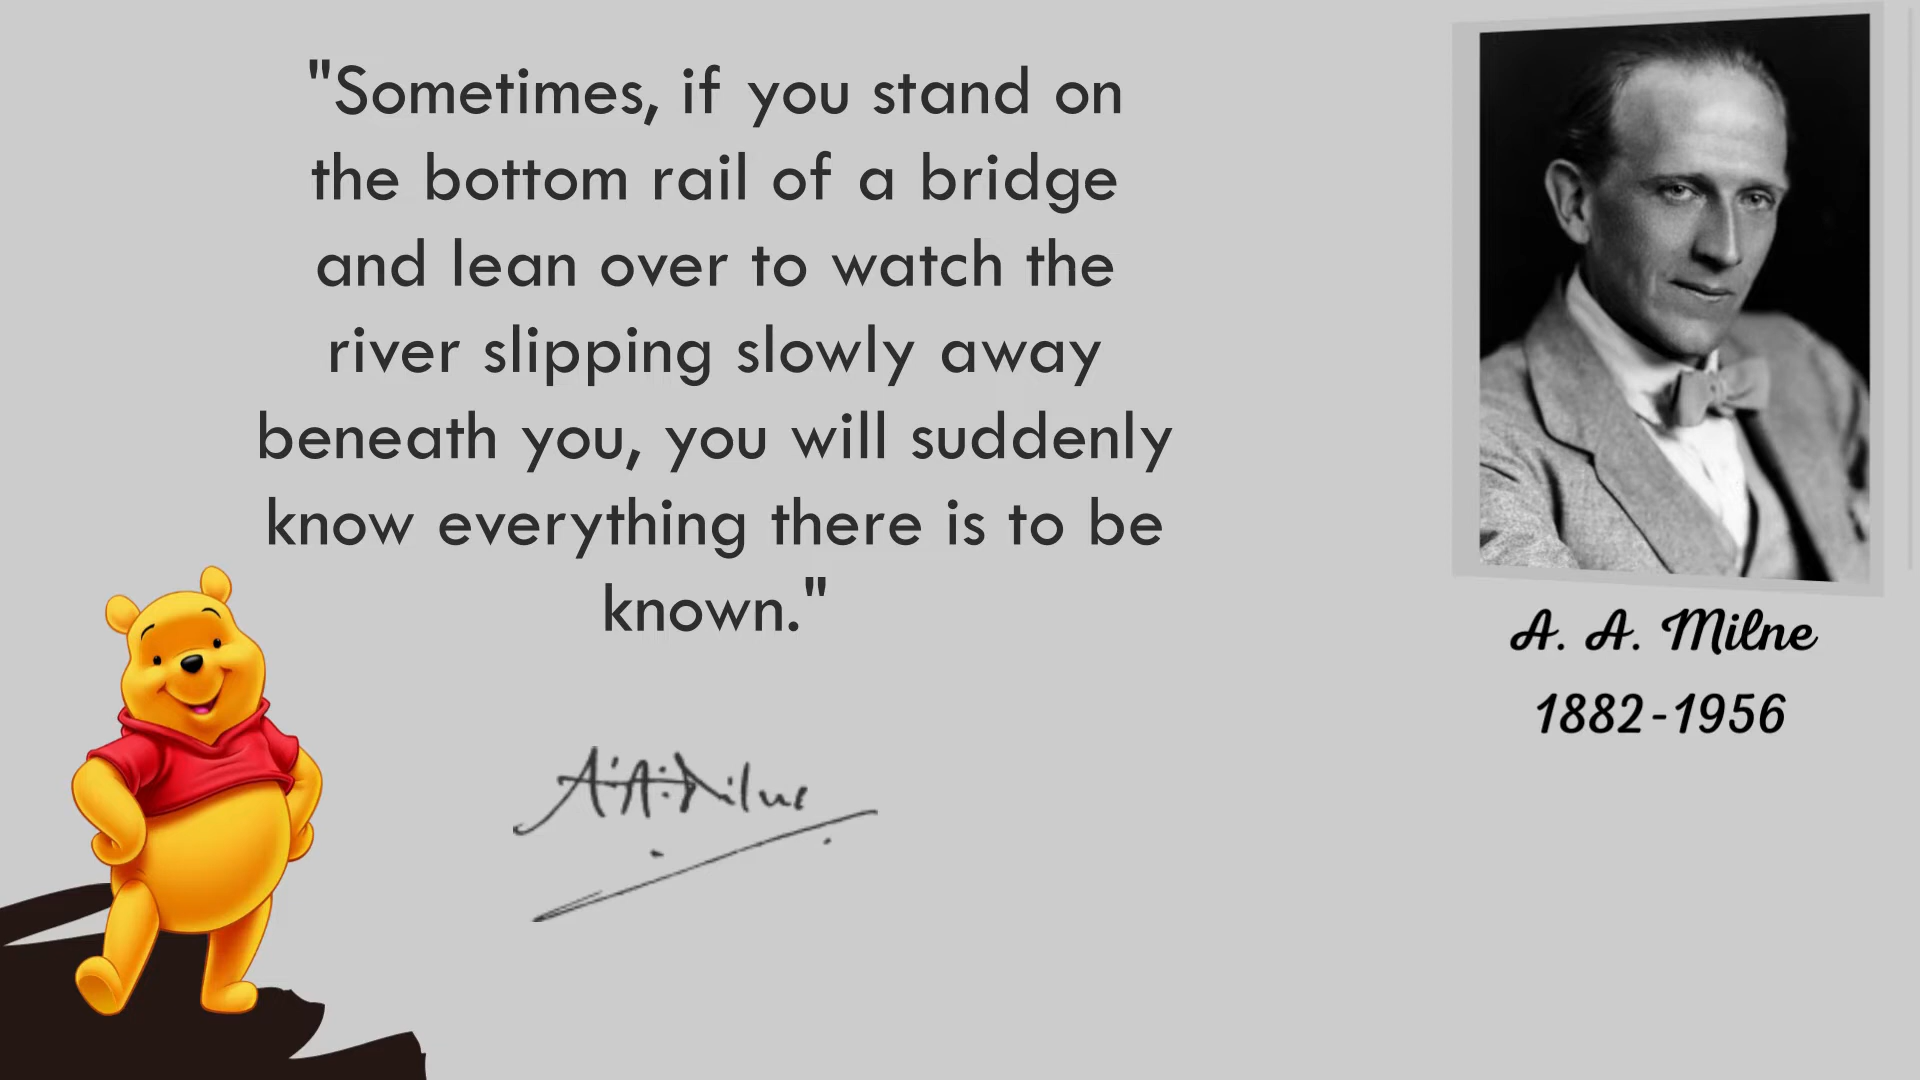 "Sometimes, if you stand on
the bottom rail of a bridge
and lean over to watch the
river slipping slowly away
beneath you, you will suddenly
know everything there is to be
known."
A. A. Milne
A. A. Milne
1882-1956